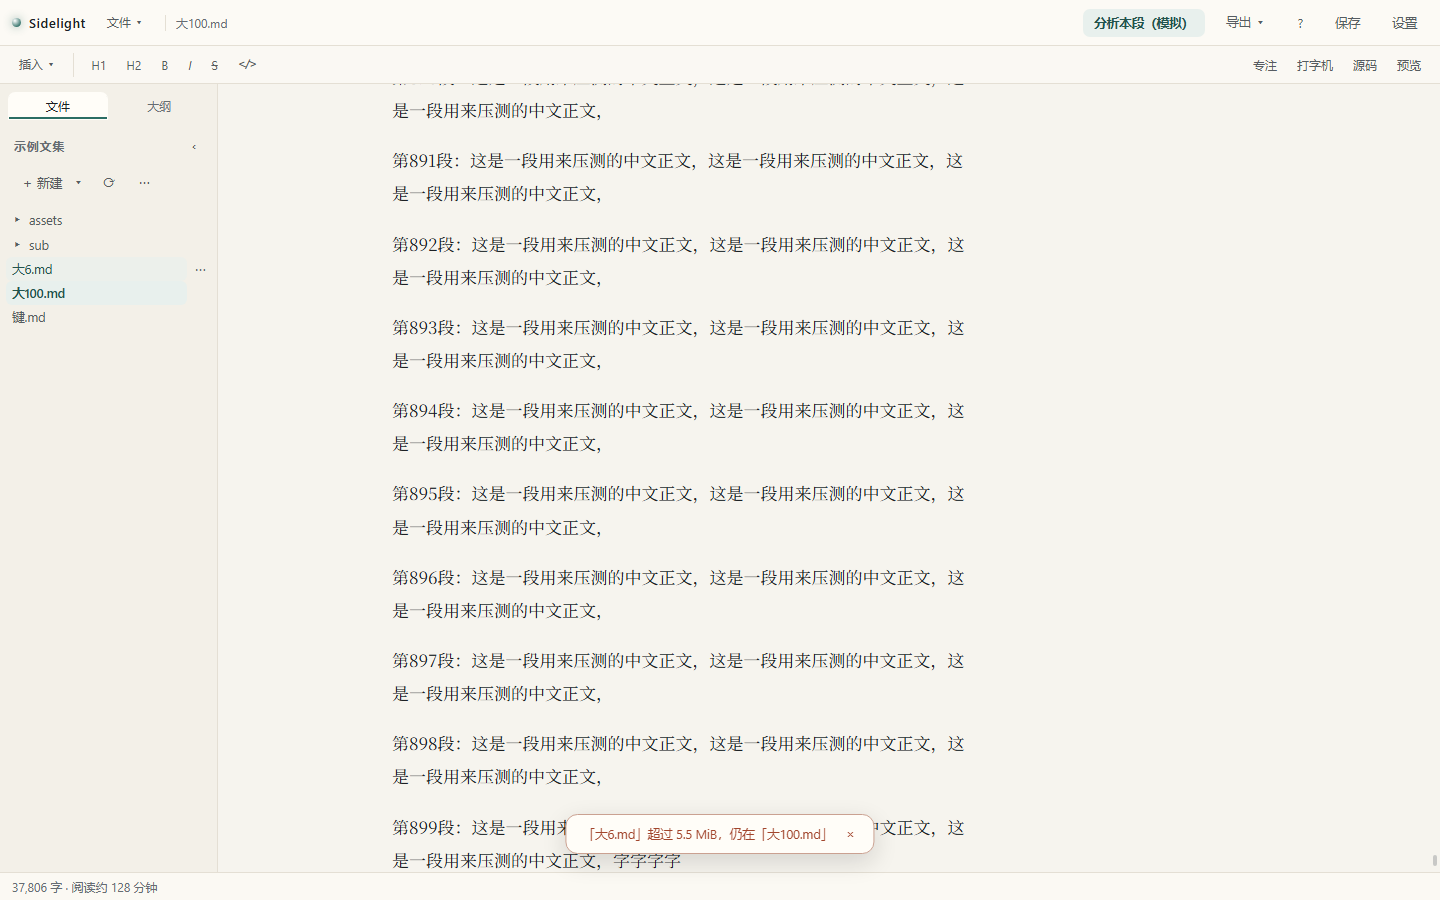 Sidelight 文件 大100.md 分析本段（模拟） 导出 ? 保存 设置
插入 H1 H2 B I S </> 专注 打字机 源码 预览
文件 大纲
示例文集 ‹
+ 新建 ···
assets
sub
大6.md ···
大100.md
键.md
是一段用来压测的中文正文，
第891段：这是一段用来压测的中文正文，这是一段用来压测的中文正文，这
是一段用来压测的中文正文，
第892段：这是一段用来压测的中文正文，这是一段用来压测的中文正文，这
是一段用来压测的中文正文，
第893段：这是一段用来压测的中文正文，这是一段用来压测的中文正文，这
是一段用来压测的中文正文，
第894段：这是一段用来压测的中文正文，这是一段用来压测的中文正文，这
是一段用来压测的中文正文，
第895段：这是一段用来压测的中文正文，这是一段用来压测的中文正文，这
是一段用来压测的中文正文，
第896段：这是一段用来压测的中文正文，这是一段用来压测的中文正文，这
是一段用来压测的中文正文，
第897段：这是一段用来压测的中文正文，这是一段用来压测的中文正文，这
是一段用来压测的中文正文，
第898段：这是一段用来压测的中文正文，这是一段用来压测的中文正文，这
是一段用来压测的中文正文，
第899段：这是一段用 中文正文，这
是一段用来压测的中文正文，字字字字
「大6.md」超过 5.5 MiB，仍在「大100.md」 ×
37,806 字 · 阅读约 128 分钟